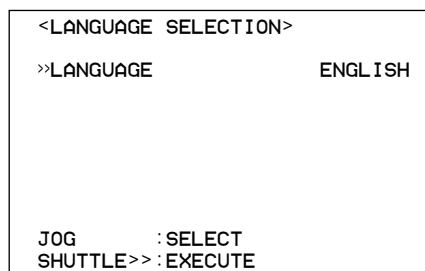 <LANGUAGE SELECTION>
»LANGUAGE ENGLISH
JOG :SELECT
SHUTTLE>>:EXECUTE